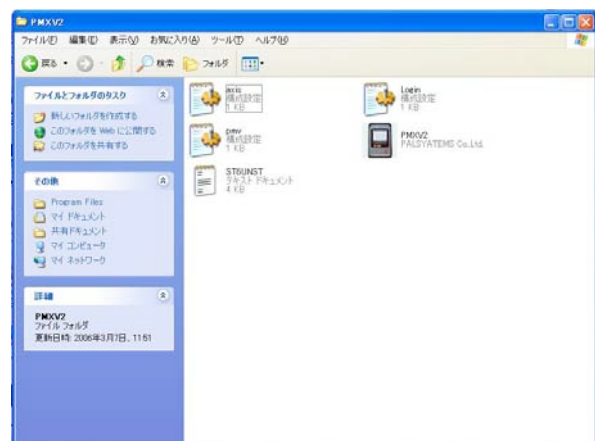 PMXV2
ファイル(F) 編集(E) 表示(V) お気に入り(A) ツール(T) ヘルプ(H)
戻る 検索 フォルダ
ファイルとフォルダのタスク
新しいフォルダを作成する
このフォルダを Web に公開する
このフォルダを共有する
その他
Program Files
マイ ドキュメント
共有ドキュメント
マイ コンピュータ
マイ ネットワーク
詳細
PMXV2
ファイル フォルダ
更新日時: 2006年3月7日、11:51
axis
構成設定
1 KB
Login
構成設定
1 KB
pmv
構成設定
1 KB
PMXV2
PALSYATEMS Co.Ltd.
ST6UNST
テキスト ドキュメント
4 KB